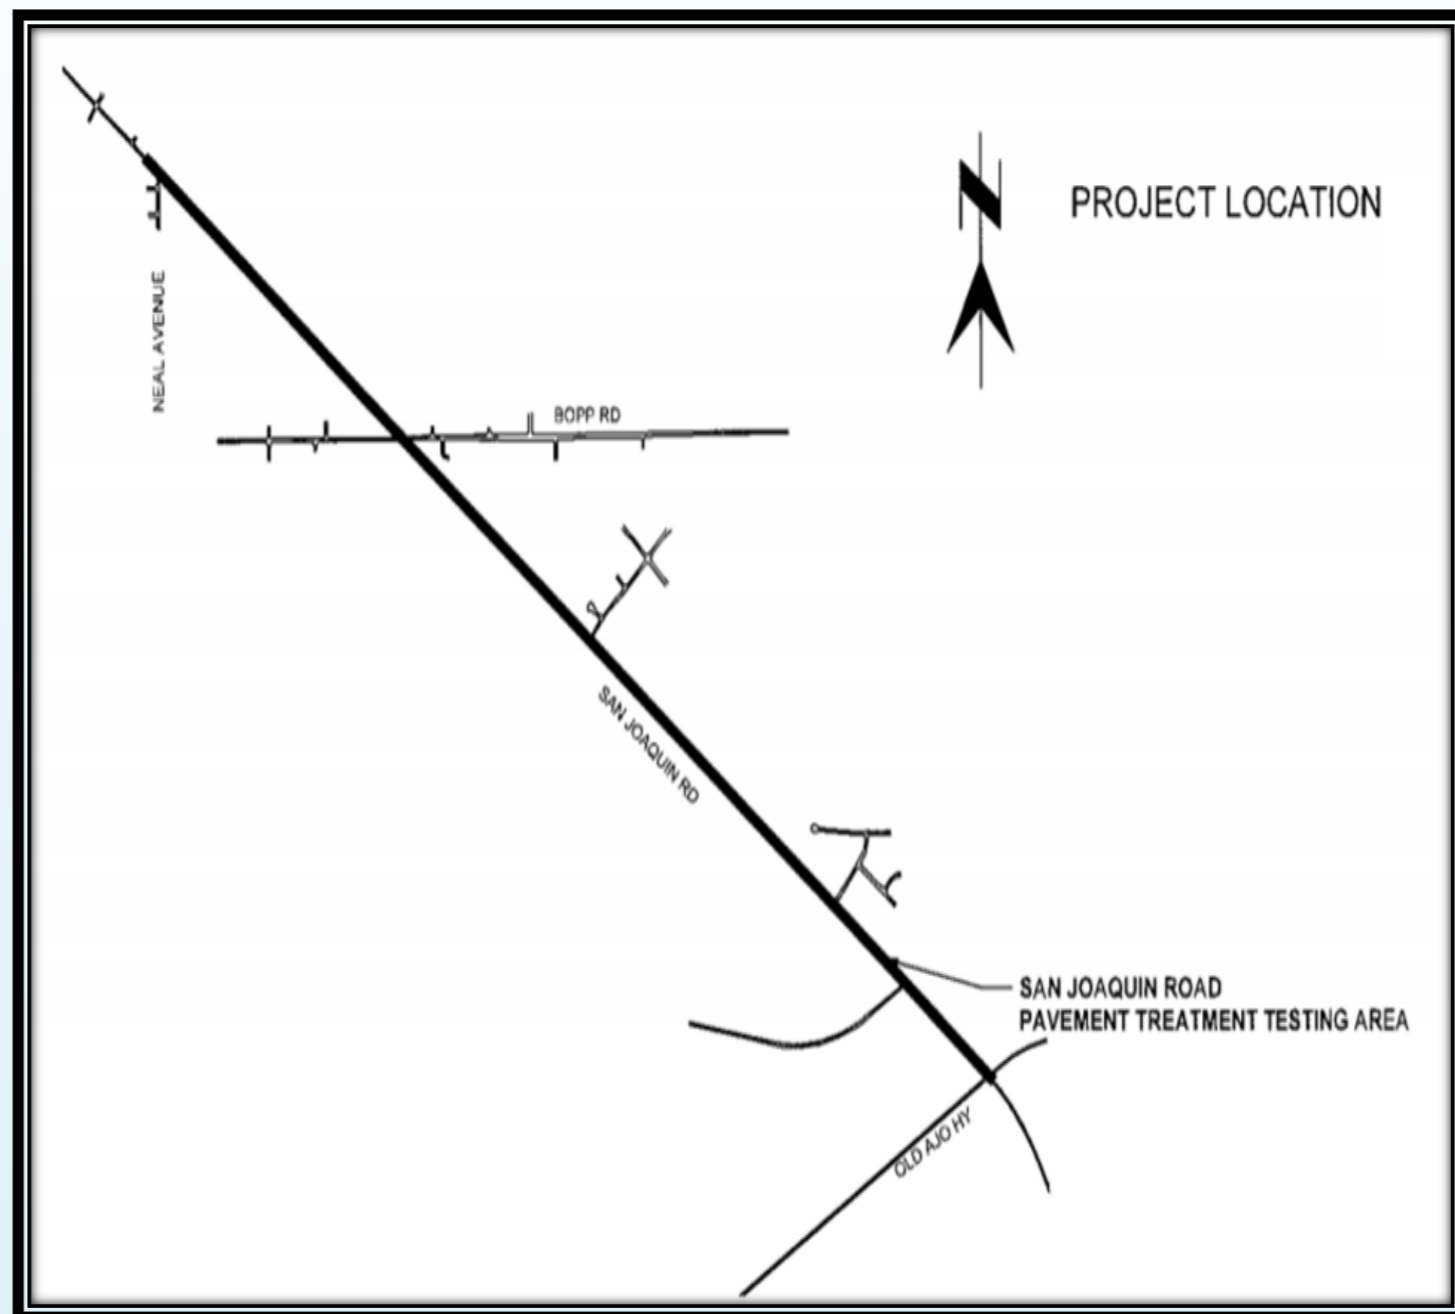 N
PROJECT LOCATION
NEAL AVENUE
BOPP RD
SAN JOAQUIN RD
SAN JOAQUIN ROAD
PAVEMENT TREATMENT TESTING AREA
OLD AJO HY